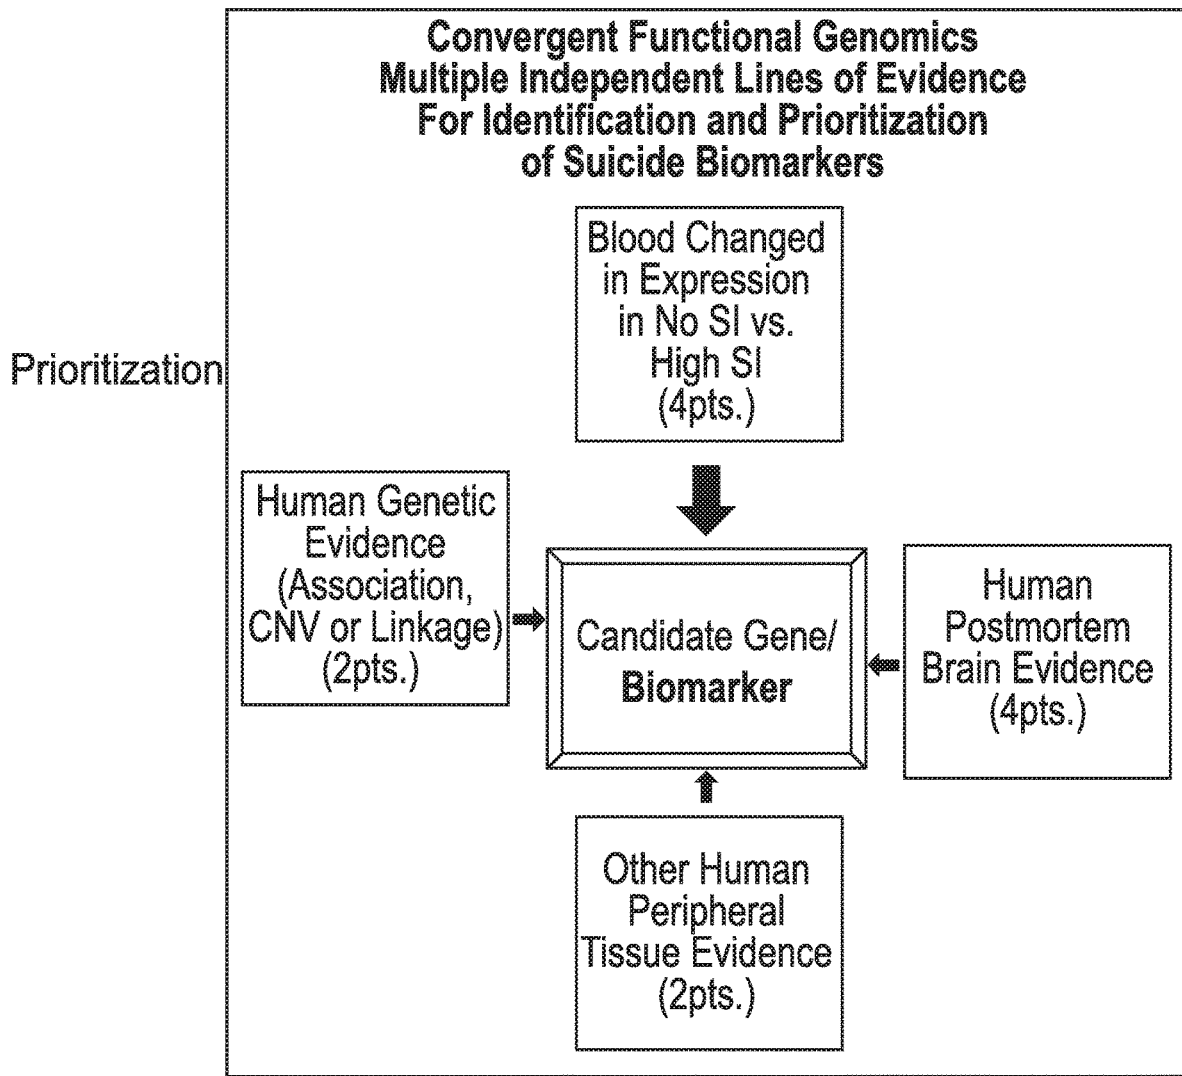 Convergent Functional Genomics
Multiple Independent Lines of Evidence
For Identification and Prioritization
of Suicide Biomarkers
Blood Changed
in Expression
in No SI vs.
High SI
(4pts.)
Prioritization
Human Genetic
Evidence
(Association,
CNV or Linkage)
(2pts.)
Candidate Gene/
Biomarker
Human
Postmortem
Brain Evidence
(4pts.)
Other Human
Peripheral
Tissue Evidence
(2pts.)